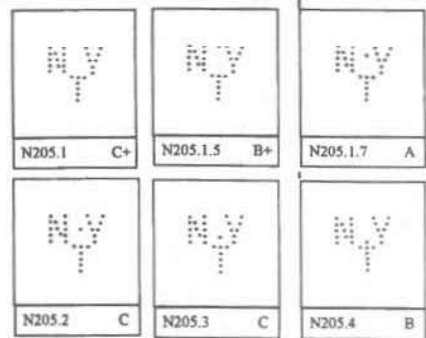 N Y
T
N205.1 C+
N Y
T
N205.1.5 B+
N Y
T
N205.1.7 A
N Y
T
N205.2 C
N Y
T
N205.3 C
N Y
T
N205.4 B